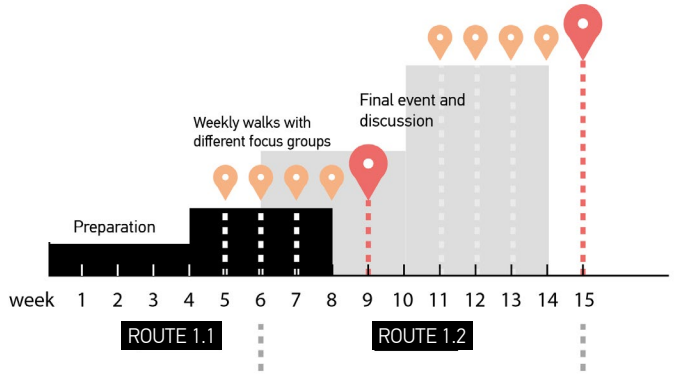 Final event and
discussion
Weekly walks with
different focus groups
Preparation
week 1 2 3 4 5 6 7 8 9 10 11 12 13 14 15
ROUTE 1.1 ROUTE 1.2